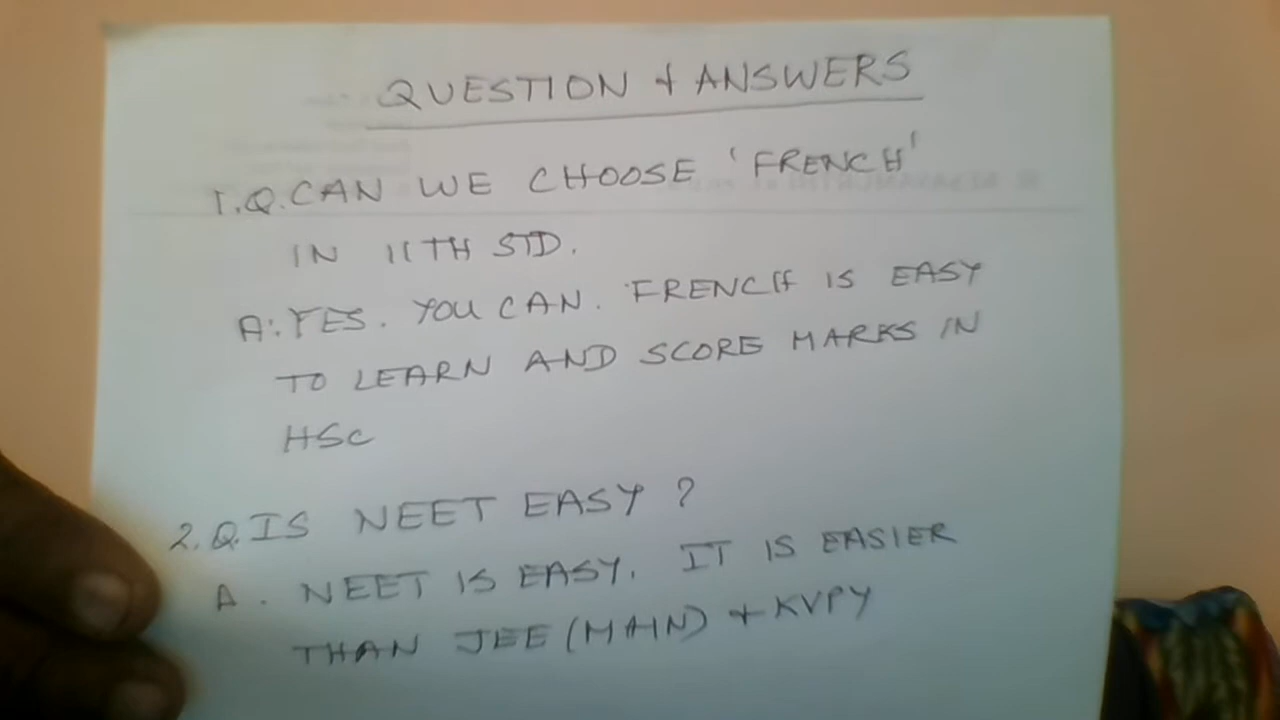 QUESTION & ANSWERS
1.Q.CAN WE CHOOSE 'FRENCH'
IN 11TH STD.
A:YES. YOU CAN. FRENCH IS EASY
TO LEARN AND SCORE MARKS IN
HSC
2.Q.IS NEET EASY ?
A. NEET IS EASY. IT IS EASIER
THAN JEE (MAIN) & KVPY